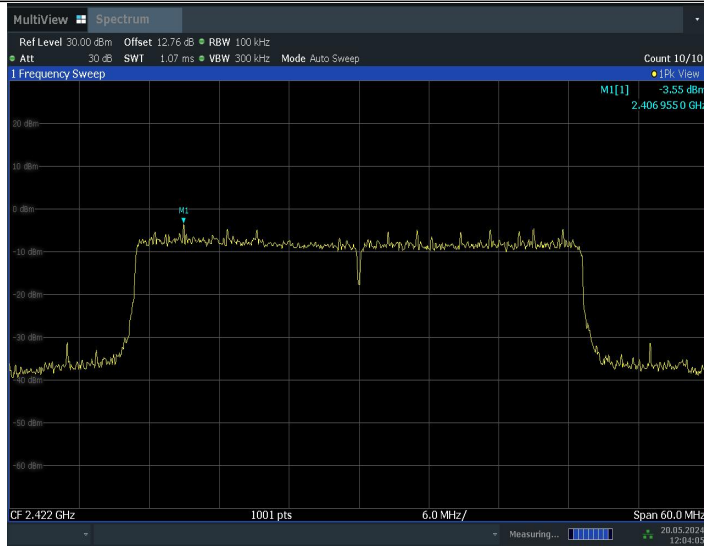 MultiView Spectrum
Ref Level 30.00 dBm Offset 12.76 dB RBW 100 kHz
Att 30 dB SWT 1.07 ms VBW 300 kHz Mode Auto Sweep Count 10/10
1 Frequency Sweep 1Pk View
M1[1] -3.55 dBm
2.406 955 0 GHz
20 dBm
10 dBm
0 dBm
M1
-10 dBm
-20 dBm
-30 dBm
-40 dBm
-50 dBm
-60 dBm
CF 2.422 GHz 1001 pts 6.0 MHz/ Span 60.0 MHz
Measuring... 20.05.2024
12:04:05